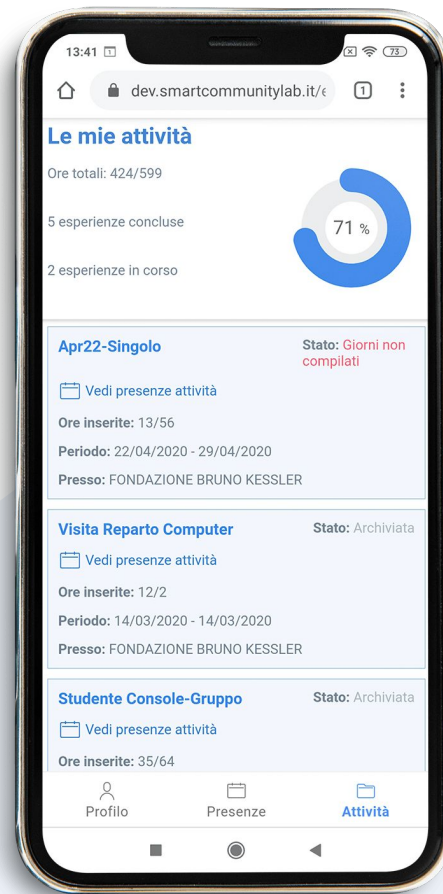 13:41
73
dev.smartcommunitylab.it/e
1
Le mie attività
Ore totali: 424/599
5 esperienze concluse
2 esperienze in corso
71 %
Apr22-Singolo
Stato: Giorni non compilati
Vedi presenze attività
Ore inserite: 13/56
Periodo: 22/04/2020 - 29/04/2020
Presso: FONDAZIONE BRUNO KESSLER
Visita Reparto Computer
Stato: Archiviata
Vedi presenze attività
Ore inserite: 12/2
Periodo: 14/03/2020 - 14/03/2020
Presso: FONDAZIONE BRUNO KESSLER
Studente Console-Gruppo
Stato: Archiviata
Vedi presenze attività
Ore inserite: 35/64
Profilo
Presenze
Attività